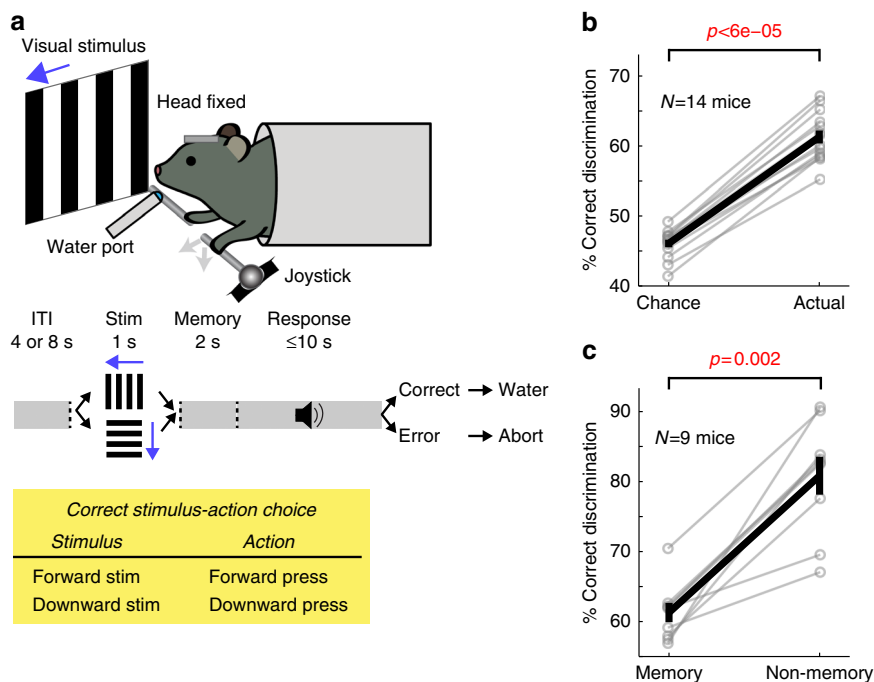 a
Visual stimulus
Head fixed
Water port
Joystick
ITI Stim Memory Response
4 or 8 s 1 s 2 s ≤10 s
Correct Water
Error Abort
Correct stimulus-action choice
Stimulus Action
Forward stim Forward press
Downward stim Downward press
b
p<6e–05
% Correct discrimination
70
60
50
40
N=14 mice
Chance Actual
c
p=0.002
% Correct discrimination
90
80
70
60
N=9 mice
Memory Non-memory